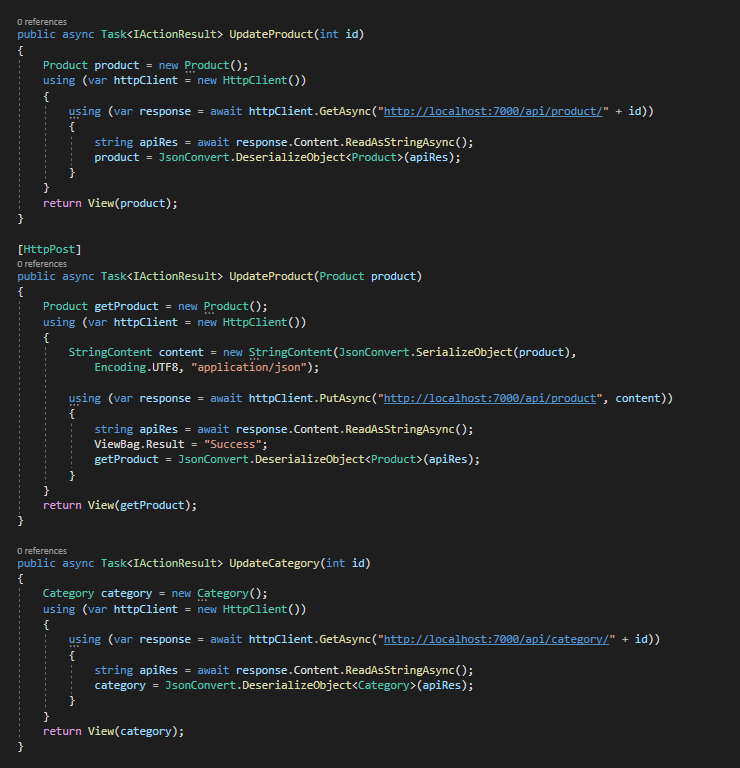 0 references
public async Task<IActionResult> UpdateProduct(int id)
{
Product product = new Product();
using (var httpClient = new HttpClient())
{
using (var response = await httpClient.GetAsync("http://localhost:7000/api/product/" + id))
{
string apiRes = await response.Content.ReadAsStringAsync();
product = JsonConvert.DeserializeObject<Product>(apiRes);
}
}
return View(product);
}
[HttpPost]
0 references
public async Task<IActionResult> UpdateProduct(Product product)
{
Product getProduct = new Product();
using (var httpClient = new HttpClient())
{
StringContent content = new StringContent(JsonConvert.SerializeObject(product),
Encoding.UTF8, "application/json");
using (var response = await httpClient.PutAsync("http://localhost:7000/api/product", content))
{
string apiRes = await response.Content.ReadAsStringAsync();
ViewBag.Result = "Success";
getProduct = JsonConvert.DeserializeObject<Product>(apiRes);
}
}
return View(getProduct);
}
0 references
public async Task<IActionResult> UpdateCategory(int id)
{
Category category = new Category();
using (var httpClient = new HttpClient())
{
using (var response = await httpClient.GetAsync("http://localhost:7000/api/category/" + id))
{
string apiRes = await response.Content.ReadAsStringAsync();
category = JsonConvert.DeserializeObject<Category>(apiRes);
}
}
return View(category);
}